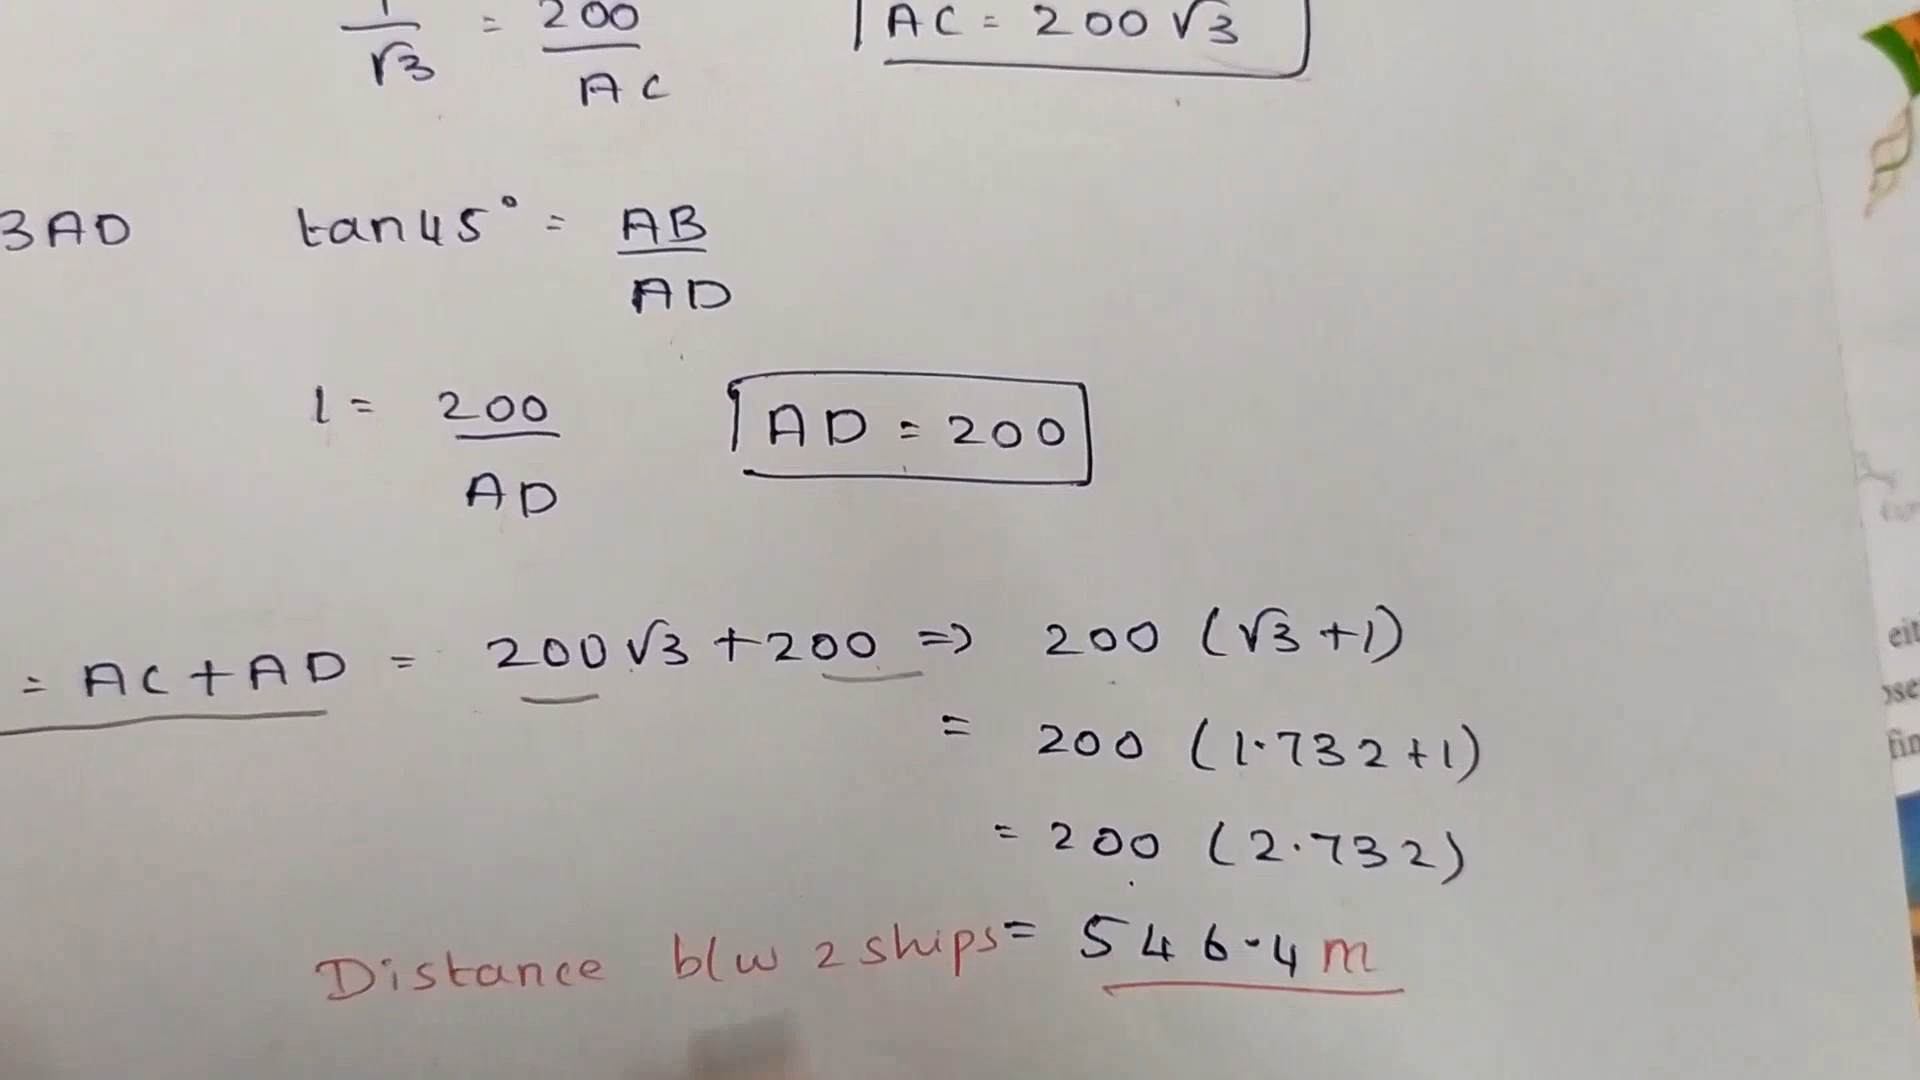 1/√3 = 200/AC AC = 200√3
BAD tan45° = AB/AD
1 = 200/AD AD = 200
= AC + AD = 200√3 + 200 => 200 (√3 + 1)
= 200 (1.732 + 1)
= 200 (2.732)
Distance b/w 2 ships = 546.4 m